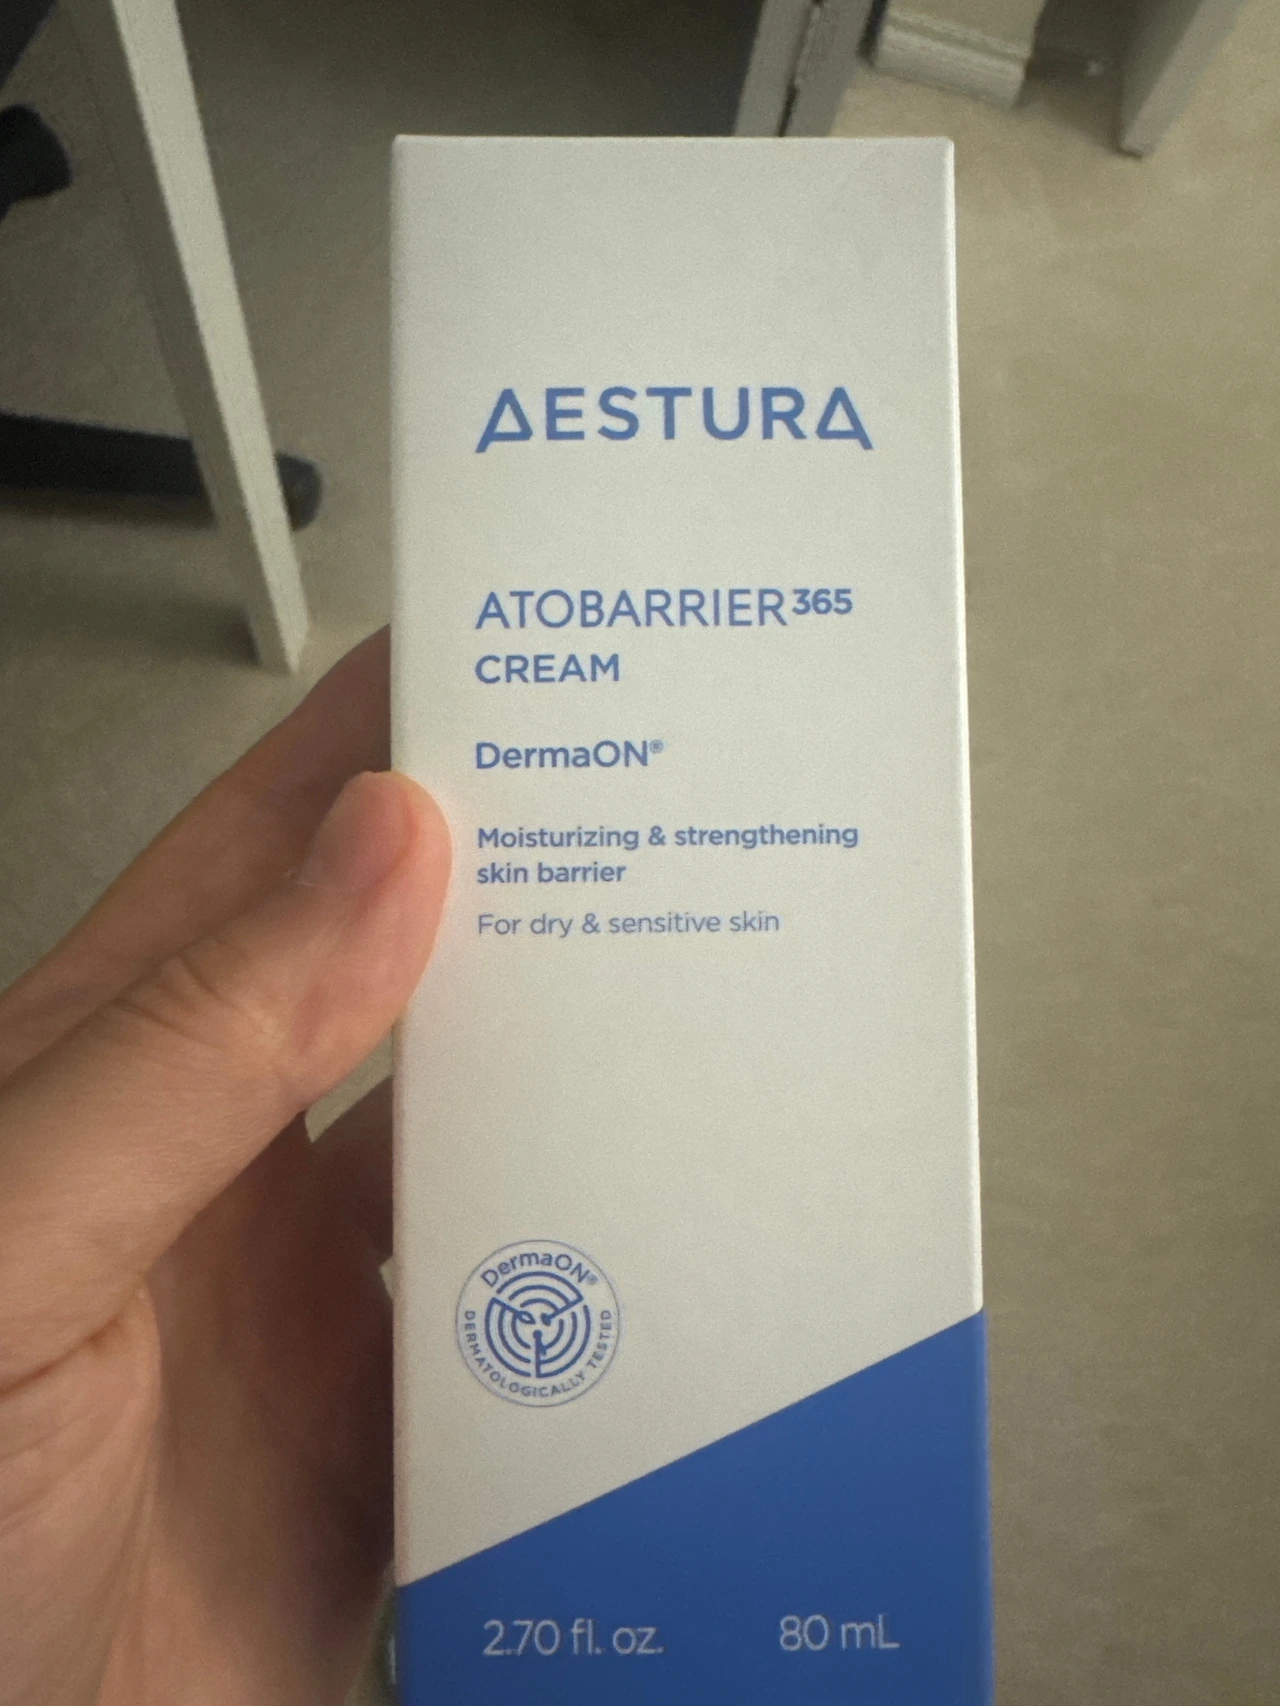 AESTURA
ATOBARRIER365
CREAM
DermaON®
Moisturizing & strengthening
skin barrier
For dry & sensitive skin
DermaON®
DERMATOLOGICALLY TESTED
2.70 fl. oz. 80 mL